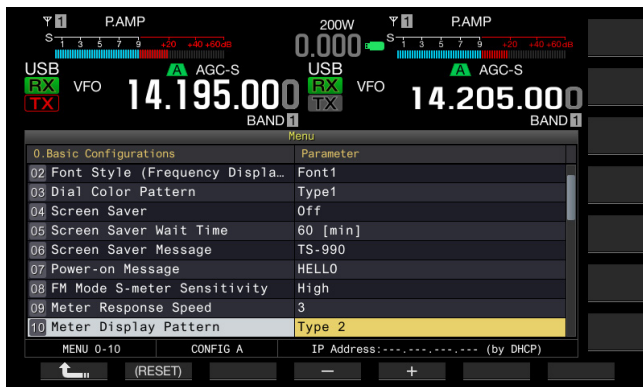 1 P.AMP 200W 1 P.AMP
S 1 3 5 7 9 +20 +40 +60dB 0.000 S 1 3 5 7 9 +20 +40 +60dB
USB A AGC-S USB A AGC-S
RX VFO 14.195.000 RX VFO 14.205.000
TX TX
BAND 1 BAND 1
Menu
0.Basic Configurations Parameter
02 Font Style (Frequency Displa… Font1
03 Dial Color Pattern Type1
04 Screen Saver Off
05 Screen Saver Wait Time 60 [min]
06 Screen Saver Message TS-990
07 Power-on Message HELLO
08 FM Mode S-meter Sensitivity High
09 Meter Response Speed 3
10 Meter Display Pattern Type 2
MENU 0-10 CONFIG A IP Address:---.---.---.--- (by DHCP)
(RESET) − +